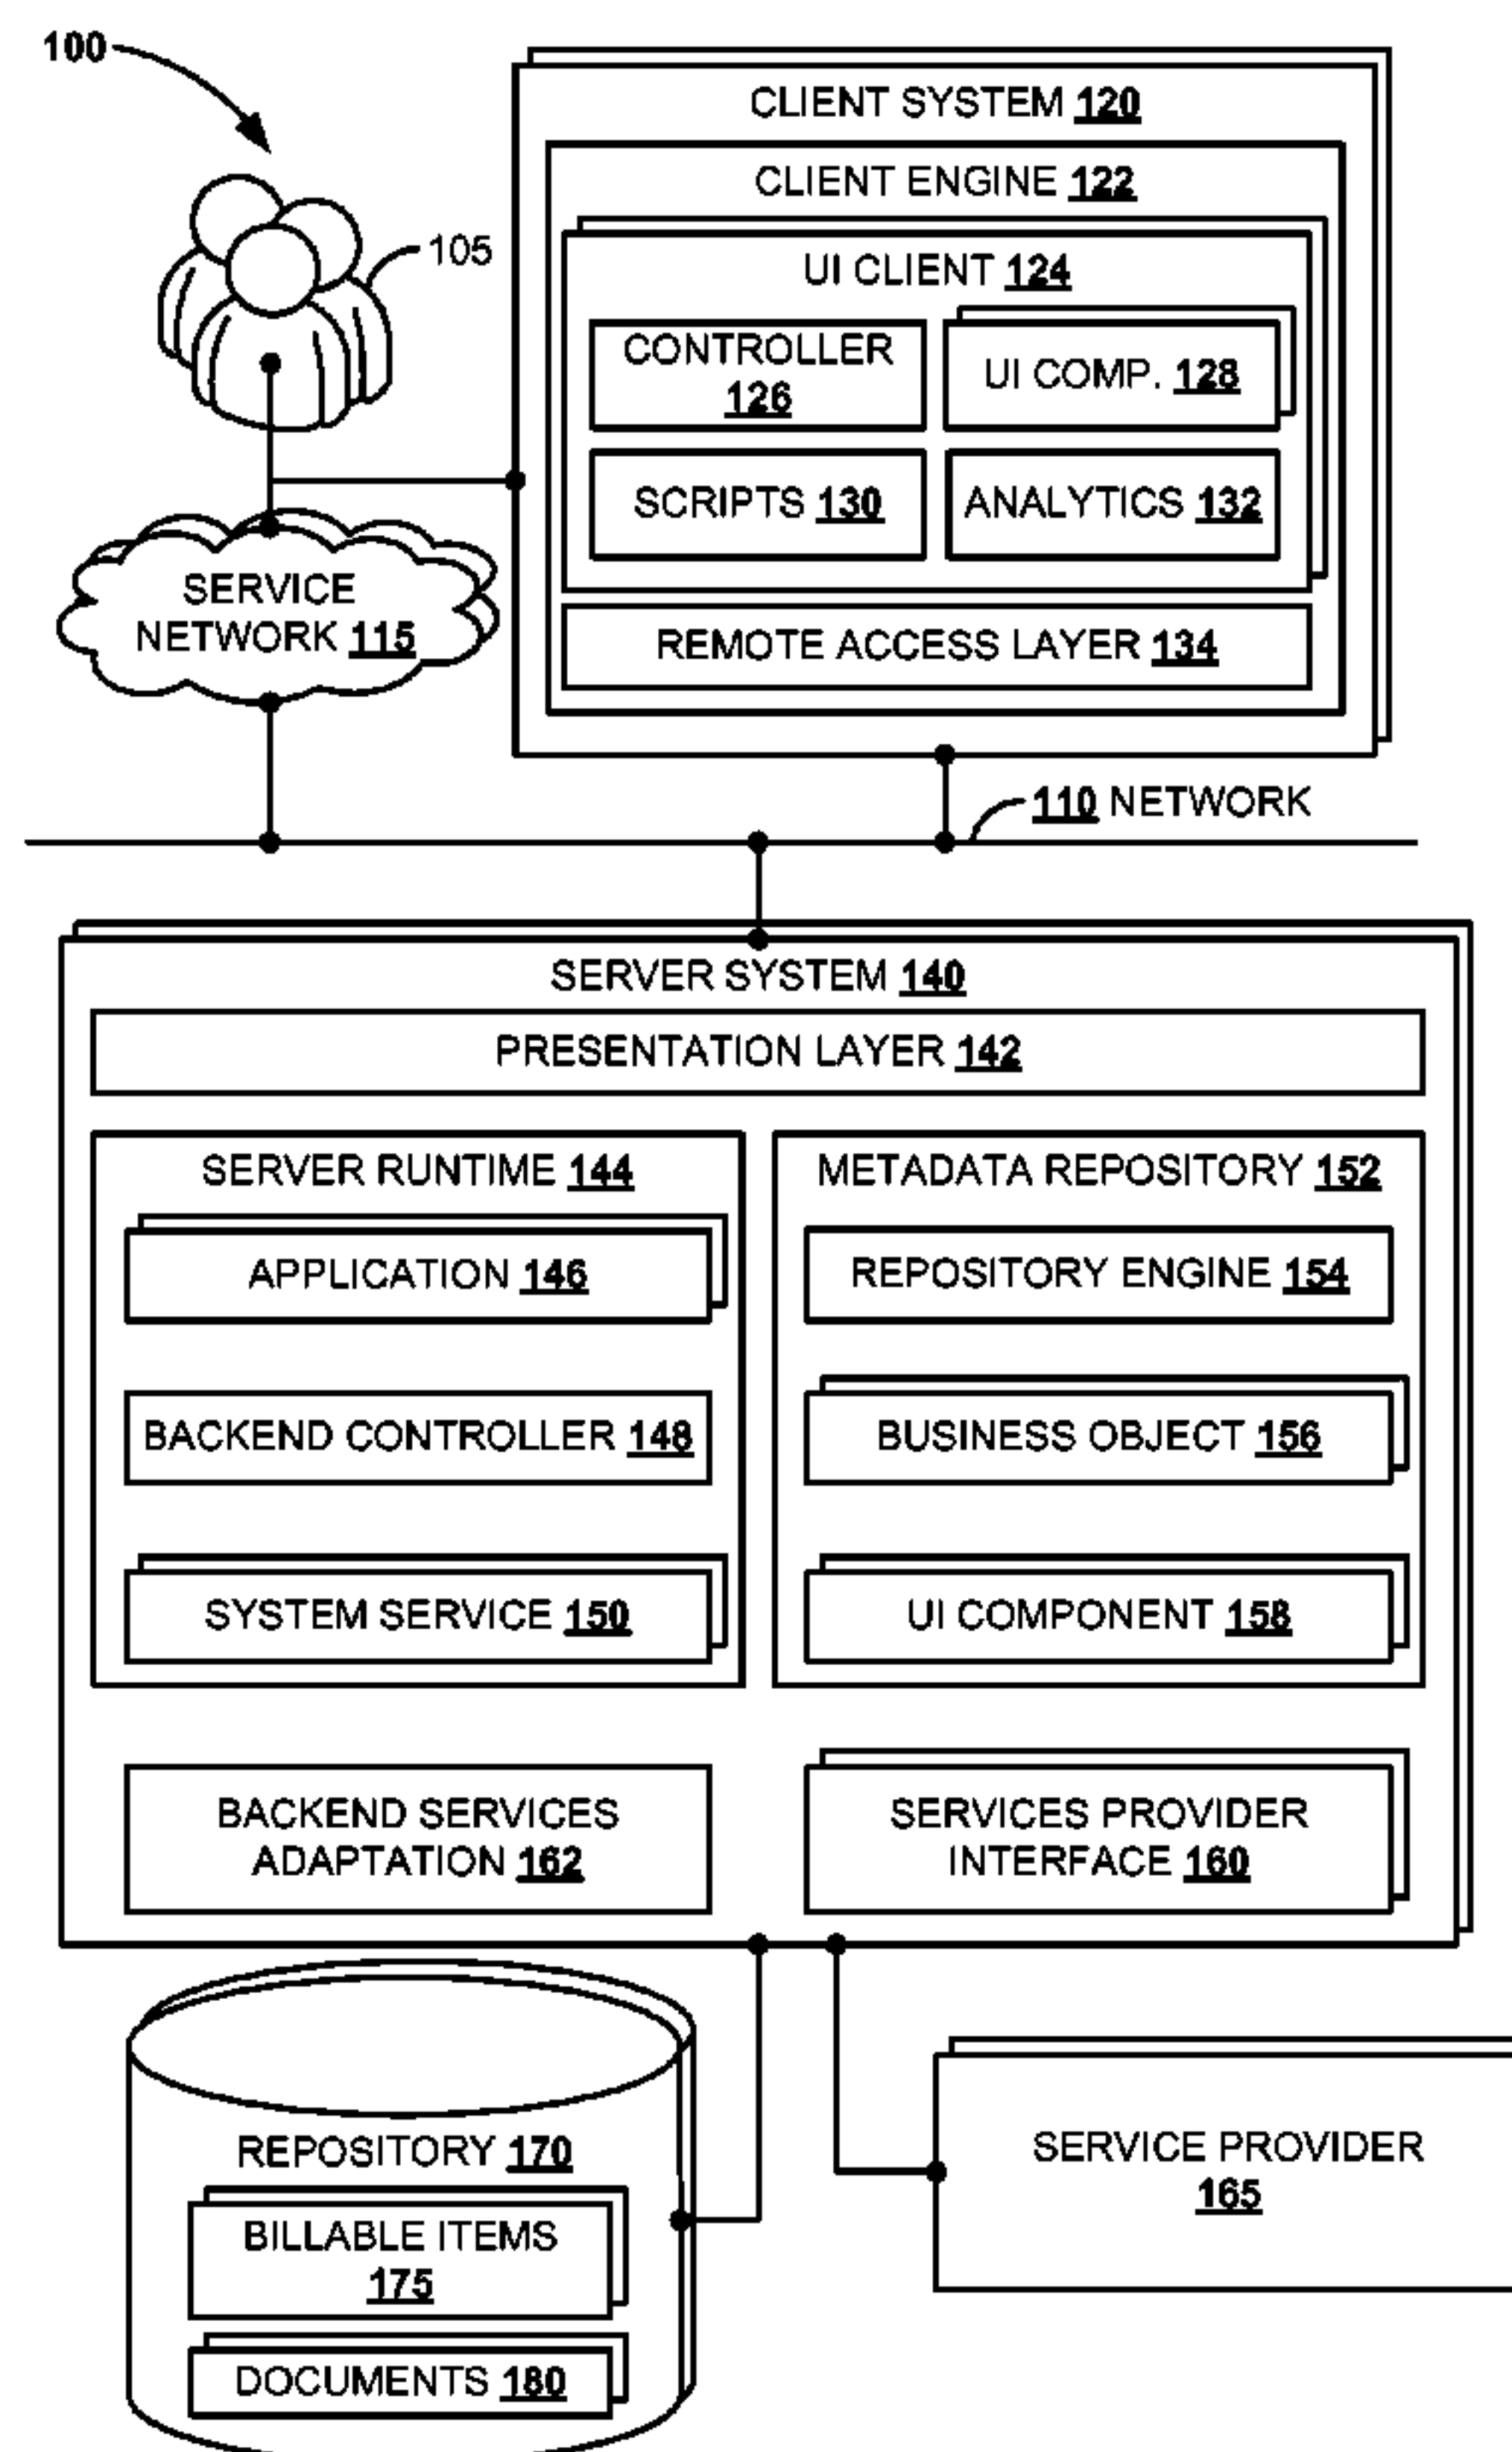 100
CLIENT SYSTEM 120
CLIENT ENGINE 122
105
UI CLIENT 124
CONTROLLER
126
UI COMP. 128
SCRIPTS 130
ANALYTICS 132
SERVICE
NETWORK 115
REMOTE ACCESS LAYER 134
110 NETWORK
SERVER SYSTEM 140
PRESENTATION LAYER 142
SERVER RUNTIME 144
APPLICATION 146
BACKEND CONTROLLER 148
SYSTEM SERVICE 150
METADATA REPOSITORY 152
REPOSITORY ENGINE 154
BUSINESS OBJECT 156
UI COMPONENT 158
BACKEND SERVICES
ADAPTATION 162
SERVICES PROVIDER
INTERFACE 160
REPOSITORY 170
BILLABLE ITEMS
175
DOCUMENTS 180
SERVICE PROVIDER
165